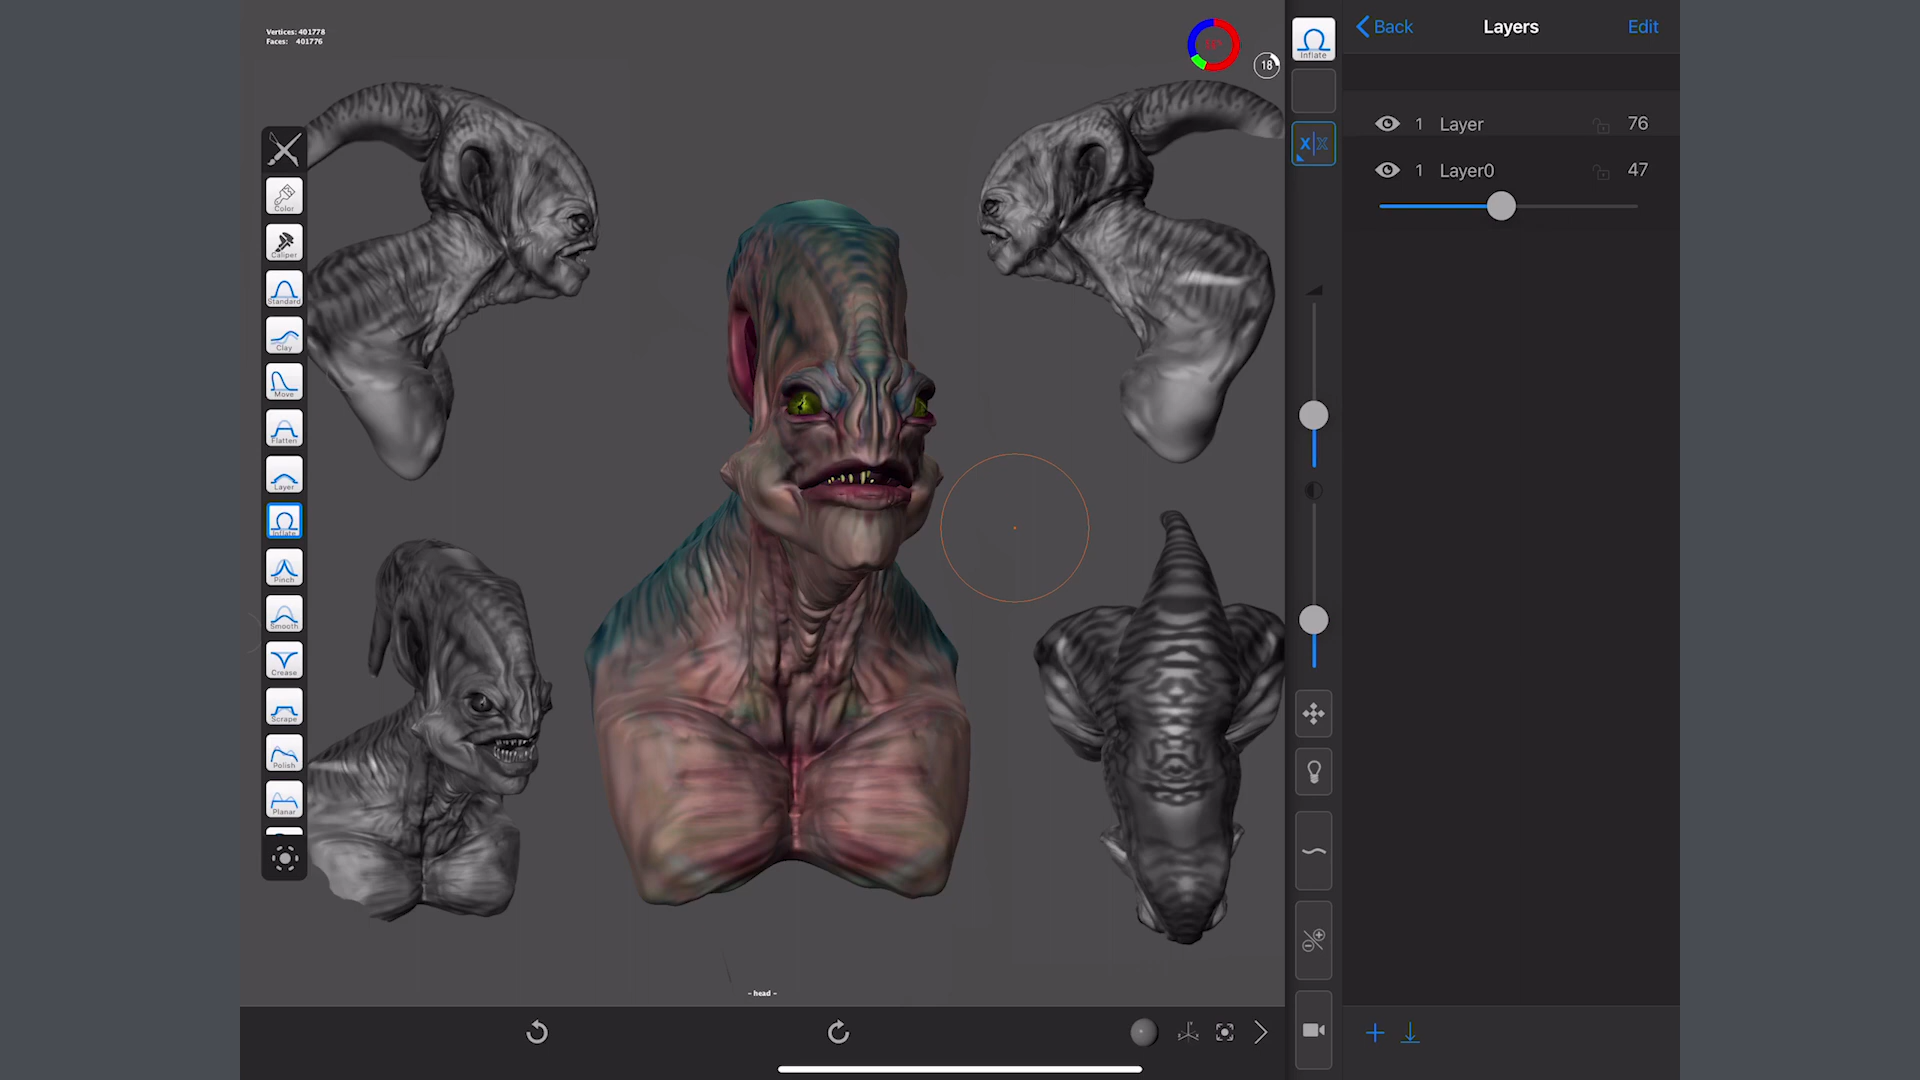 Vertices: 401778
Faces: 401776
18
Inflate
Back
Layers
Edit
1 Layer 76
1 Layer0 47
X|X
Color
Caliper
Standard
Clay
Move
Flatten
Layer
Inflate
Pinch
Smooth
Crease
Scrape
Polish
Planar
- head -